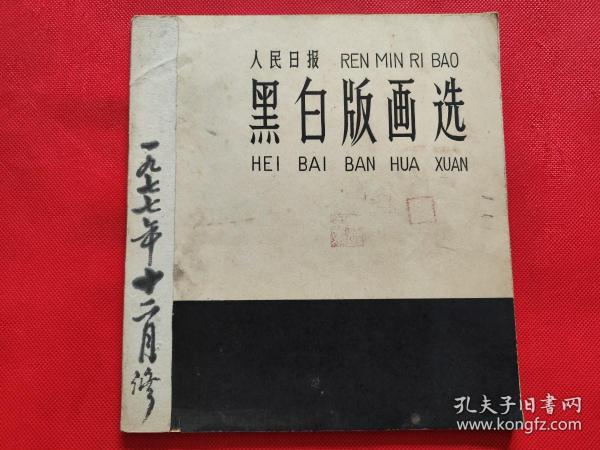 人民日报 REN MIN RI BAO
黑白版画选
HEI BAI BAN HUA XUAN
一九七七年十二月修
孔夫子旧书网
www.kongfz.com